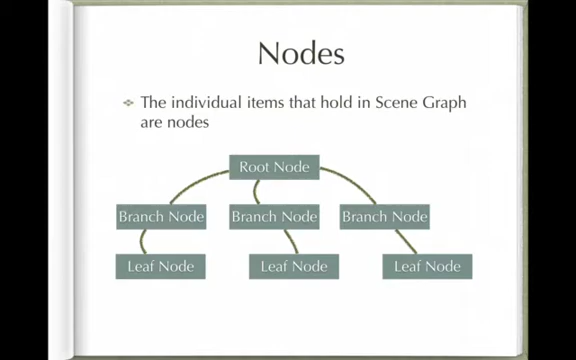 Nodes
The individual items that hold in Scene Graph
are nodes
Root Node
Branch Node Branch Node Branch Node
Leaf Node Leaf Node Leaf Node